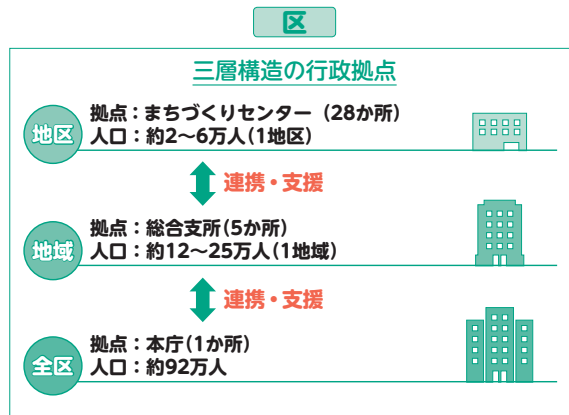 区
三層構造の行政拠点
地区
拠点：まちづくりセンター（28か所）
人口：約2～6万人(1地区)
連携・支援
地域
拠点：総合支所(5か所)
人口：約12～25万人(1地域)
連携・支援
全区
拠点：本庁(1か所)
人口：約92万人